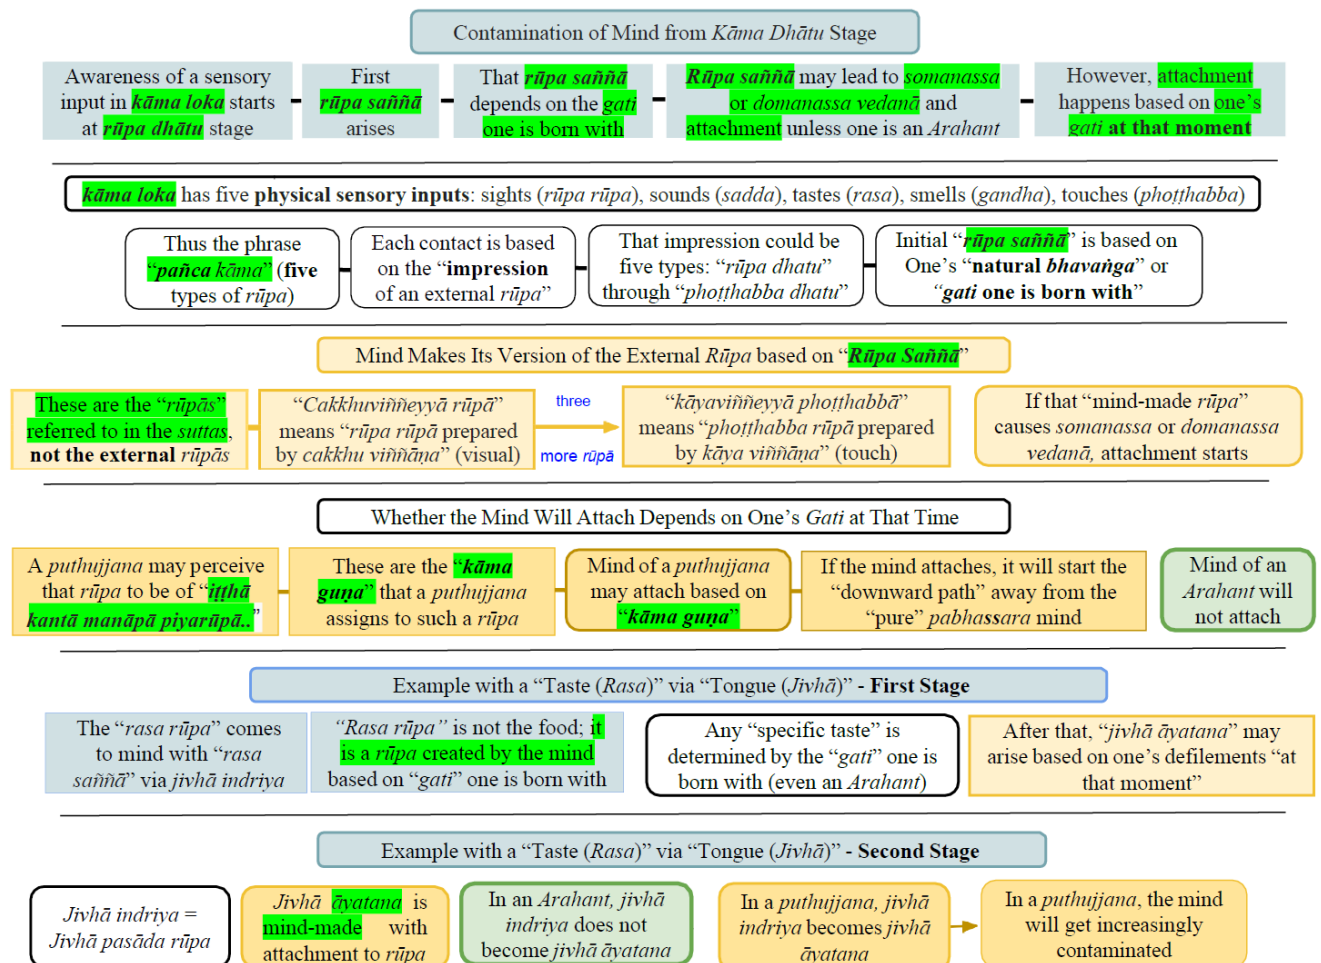 Contamination of Mind from Kāma Dhātu Stage
Awareness of a sensory
input in kāma loka starts
at rūpa dhātu stage
First
rūpa saññā
arises
That rūpa saññā
depends on the gati
one is born with
Rūpa saññā may lead to somanassa
or domanassa vedanā and
attachment unless one is an Arahant
However, attachment
happens based on one's
gati at that moment
kāma loka has five physical sensory inputs: sights (rūpa rūpa), sounds (sadda), tastes (rasa), smells (gandha), touches (phoṭṭhabba)
Thus the phrase
“pañca kāma” (five
types of rūpa)
Each contact is based
on the “impression
of an external rūpa”
That impression could be
five types: “rūpa dhatu”
through “phoṭṭhabba dhatu”
Initial “rūpa saññā” is based on
One's “natural bhavaṅga” or
“gati one is born with”
Mind Makes Its Version of the External Rūpa based on “Rūpa Saññā”
These are the “rūpās”
referred to in the suttas,
not the external rūpās
“Cakkhuviññeyyā rūpā”
means “rūpa rūpā prepared
by cakkhu viññāṇa” (visual)
three
more rūpā
“kāyaviññeyyā phoṭṭhabbā”
means “phoṭṭhabba rūpā prepared
by kāya viññāṇa” (touch)
If that “mind-made rūpa”
causes somanassa or domanassa
vedanā, attachment starts
Whether the Mind Will Attach Depends on One's Gati at That Time
A puthujjana may perceive
that rūpa to be of “iṭṭhā
kantā manāpā piyarūpā..”
These are the “kāma
guṇa” that a puthujjana
assigns to such a rūpa
Mind of a puthujjana
may attach based on
“kāma guṇa”
If the mind attaches, it will start the
“downward path” away from the
“pure” pabhassara mind
Mind of an
Arahant will
not attach
Example with a “Taste (Rasa)” via “Tongue (Jivhā)” - First Stage
The “rasa rūpa” comes
to mind with “rasa
saññā” via jivhā indriya
“Rasa rūpa” is not the food; it
is a rūpa created by the mind
based on “gati” one is born with
Any “specific taste” is
determined by the “gati” one is
born with (even an Arahant)
After that, “jivhā āyatana” may
arise based on one's defilements “at
that moment”
Example with a “Taste (Rasa)” via “Tongue (Jivhā)” - Second Stage
Jivhā indriya =
Jivhā pasāda rūpa
Jivhā āyatana is
mind-made with
attachment to rūpa
In an Arahant, jivhā
indriya does not
become jivhā āyatana
In a puthujjana, jivhā
indriya becomes jivhā
āyatana
In a puthujjana, the mind
will get increasingly
contaminated